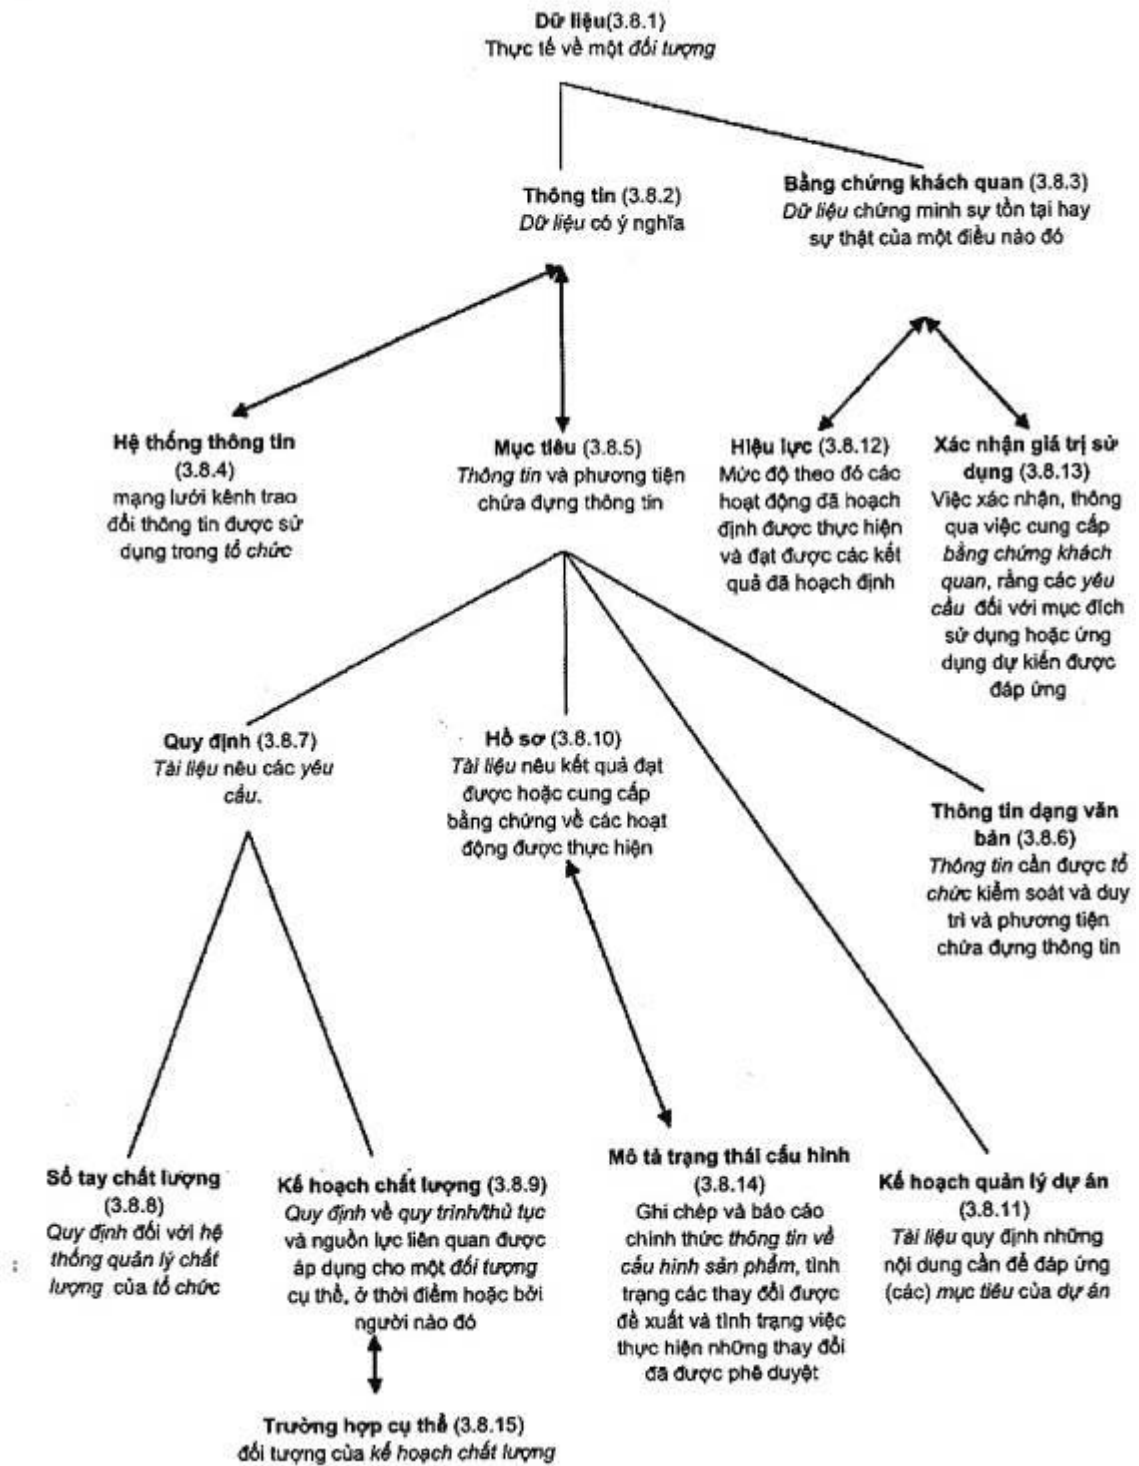 Dữ liệu(3.8.1)
Thực tế về một đối tượng
Thông tin (3.8.2)
Dữ liệu có ý nghĩa
Bằng chứng khách quan (3.8.3)
Dữ liệu chứng minh sự tồn tại hay
sự thật của một điều nào đó
Hệ thống thông tin
(3.8.4)
mạng lưới kênh trao
đổi thông tin được sử
dụng trong tổ chức
Mục tiêu (3.8.5)
Thông tin và phương tiện
chứa đựng thông tin
Hiệu lực (3.8.12)
Mức độ theo đó các
hoạt động đã hoạch
định được thực hiện
và đạt được các kết
quả đã hoạch định
Xác nhận giá trị sử
dụng (3.8.13)
Việc xác nhận, thông
qua việc cung cấp
bằng chứng khách
quan, rằng các yêu
cầu đối với mục đích
sử dụng hoặc ứng
dụng dự kiến được
đáp ứng
Quy định (3.8.7)
Tài liệu nêu các yêu
cầu.
Hồ sơ (3.8.10)
Tài liệu nêu kết quả đạt
được hoặc cung cấp
bằng chứng về các hoạt
động được thực hiện
Thông tin dạng văn
bản (3.8.6)
Thông tin cần được tổ
chức kiểm soát và duy
trì và phương tiện
chứa đựng thông tin
Sổ tay chất lượng
(3.8.8)
Quy định đối với hệ
thống quản lý chất
lượng của tổ chức
Kế hoạch chất lượng (3.8.9)
Quy định về quy trình/thủ tục
và nguồn lực liên quan được
áp dụng cho một đối tượng
cụ thể, ở thời điểm hoặc bởi
người nào đó
Mô tả trạng thái cấu hình
(3.8.14)
Ghi chép và báo cáo
chính thức thông tin về
cấu hình sản phẩm, tình
trạng các thay đổi được
đề xuất và tình trạng việc
thực hiện những thay đổi
đã được phê duyệt
Kế hoạch quản lý dự án
(3.8.11)
Tài liệu quy định những
nội dung cần để đáp ứng
(các) mục tiêu của dự án
Trường hợp cụ thể (3.8.15)
đối tượng của kế hoạch chất lượng